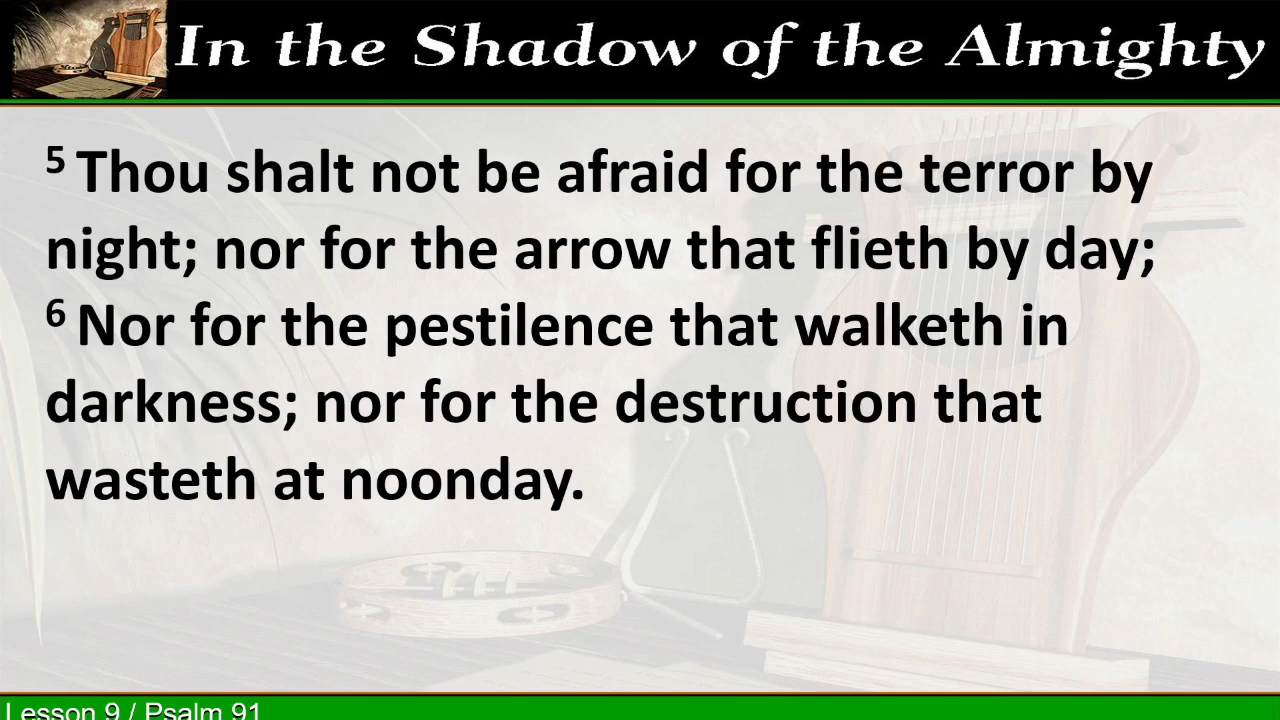 In the Shadow of the Almighty
5 Thou shalt not be afraid for the terror by
night; nor for the arrow that flieth by day;
6 Nor for the pestilence that walketh in
darkness; nor for the destruction that
wasteth at noonday.
Lesson 9 / Psalm 91